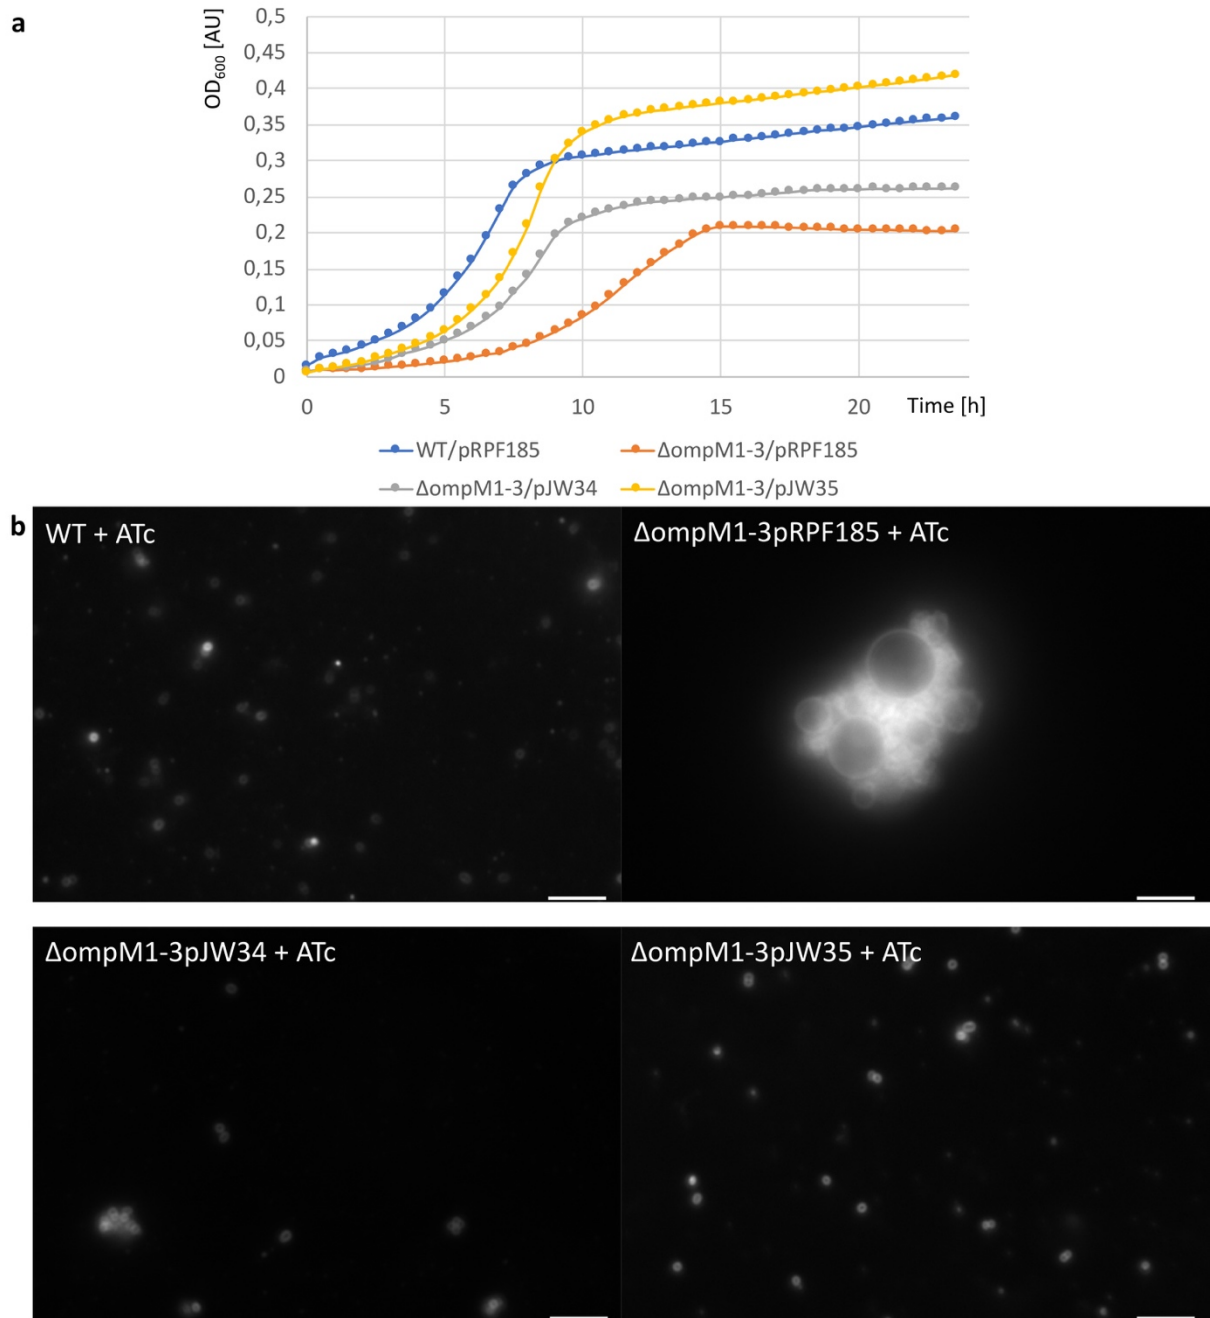 a
OD600 [AU]
0,5
0,45
0,4
0,35
0,3
0,25
0,2
0,15
0,1
0,05
0
0 5 10 15 20 Time [h]
WT/pRPF185 ΔompM1-3/pRPF185
ΔompM1-3/pJW34 ΔompM1-3/pJW35
b
WT + ATc ΔompM1-3pRPF185 + ATc
ΔompM1-3pJW34 + ATc ΔompM1-3pJW35 + ATc